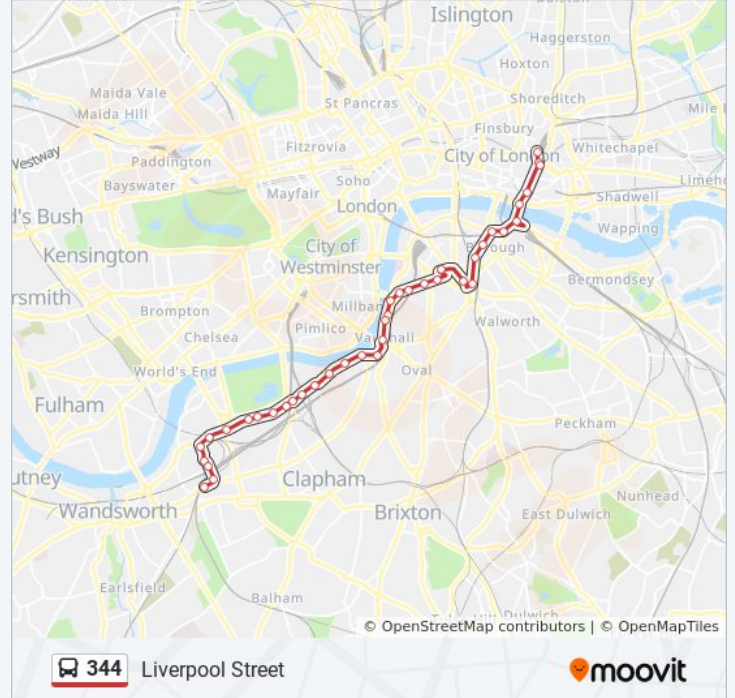 Islington
Haggerston
Hoxton
Maida Vale
St Pancras
Shoreditch
Mile
Maida Hill
Finsbury
Westway
Fitzrovia
City of London
Whitechapel
Paddington
Bayswater
Soho
Mayfair
Limeh
Shadwell
London
d's Bush
Wapping
City of
Westminster
Borough
Kensington
Bermondsey
rsmith
Brompton
Millban
Walworth
Pimlico
Chelsea
Vauxhall
World's End
Oval
Fulham
Peckham
utney
Clapham
Nunhead
Wandsworth
Brixton
East Dulwich
Earlsfield
Balham
Dulwich
© OpenStreetMap contributors | © OpenMapTiles
344 Liverpool Street
moovit